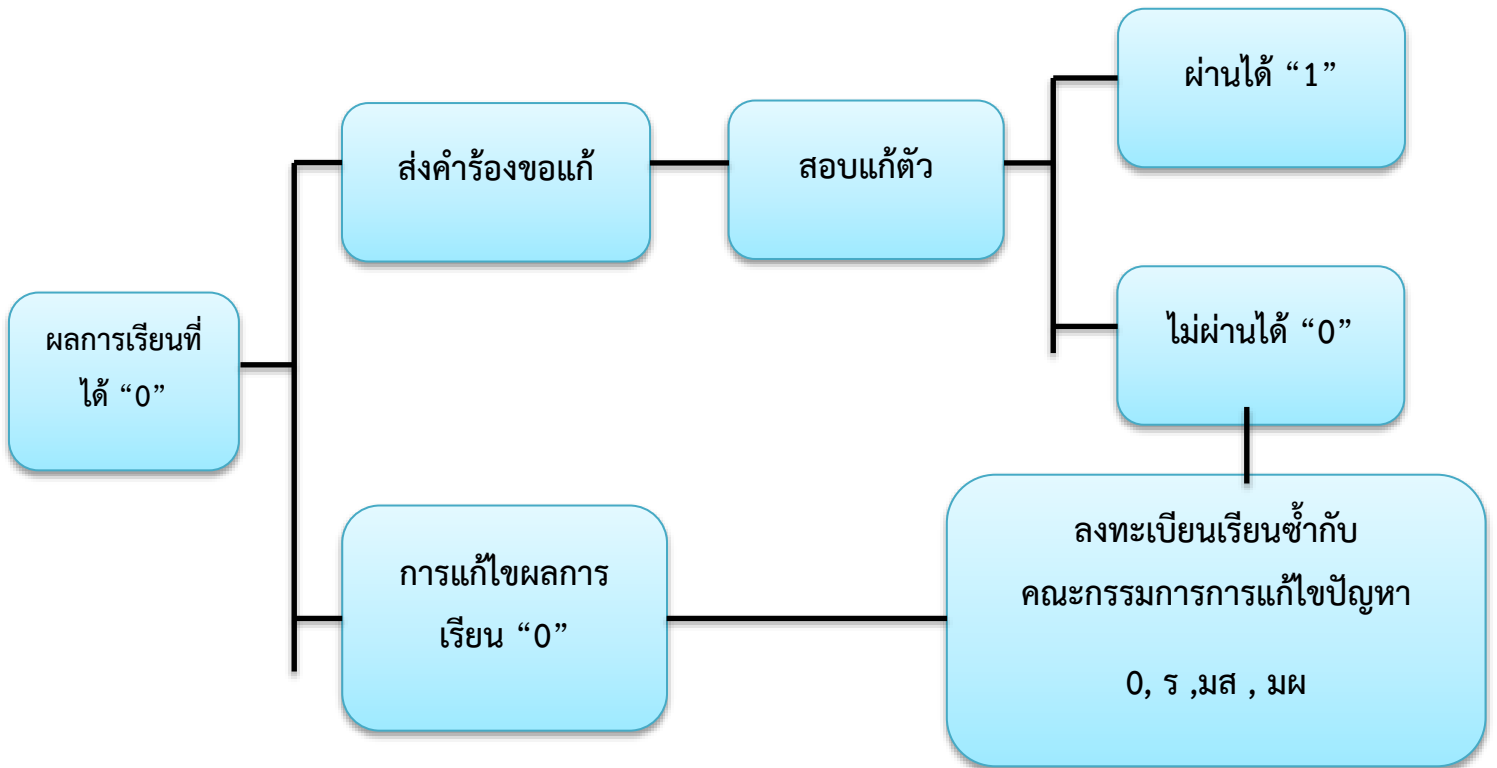 ผ่านได้ “1”
ส่งคำร้องขอแก้
สอบแก้ตัว
ผลการเรียนที่
ได้ “0”
ไม่ผ่านได้ “0”
การแก้ไขผลการ
เรียน “0”
ลงทะเบียนเรียนซ้ำกับ
คณะกรรมการการแก้ไขปัญหา
0, ร ,มส , มผ